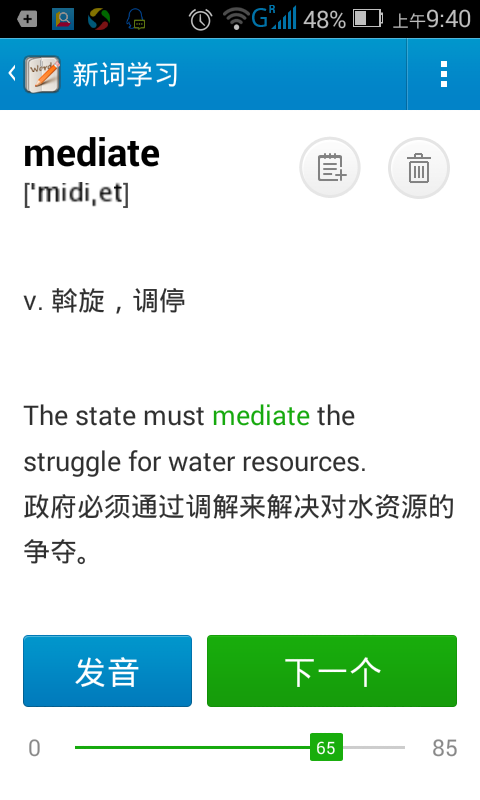 G R 48% 上午9:40
Words 新词学习
mediate
['midi,et]
v. 斡旋，调停
The state must mediate the
struggle for water resources.
政府必须通过调解来解决对水资源的
争夺。
发音 下一个
0 65 85